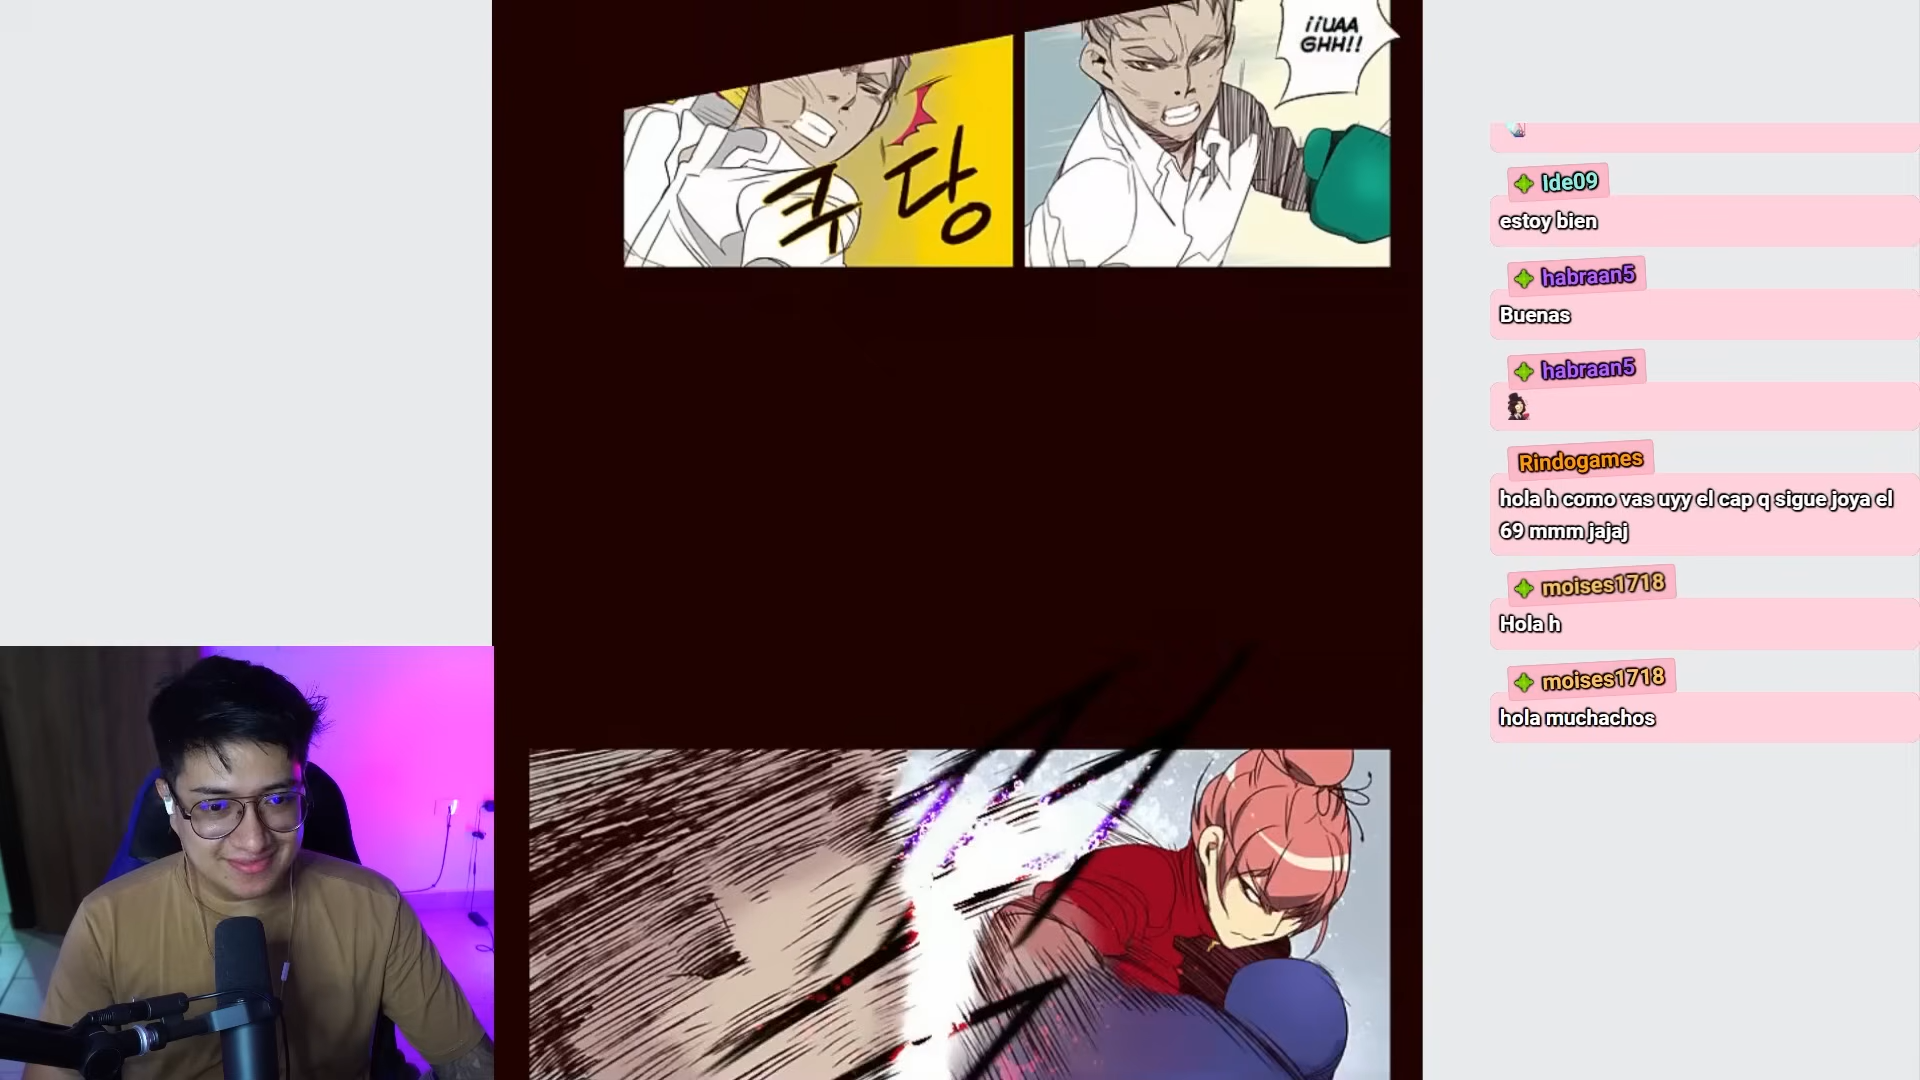 ¡¡UAA
GHH!!
쿠당
lde09
estoy bien
habraan5
Buenas
habraan5
Rindogames
hola h como vas uyy el cap q sigue joya el
69 mmm jajaj
moises1718
Hola h
moises1718
hola muchachos